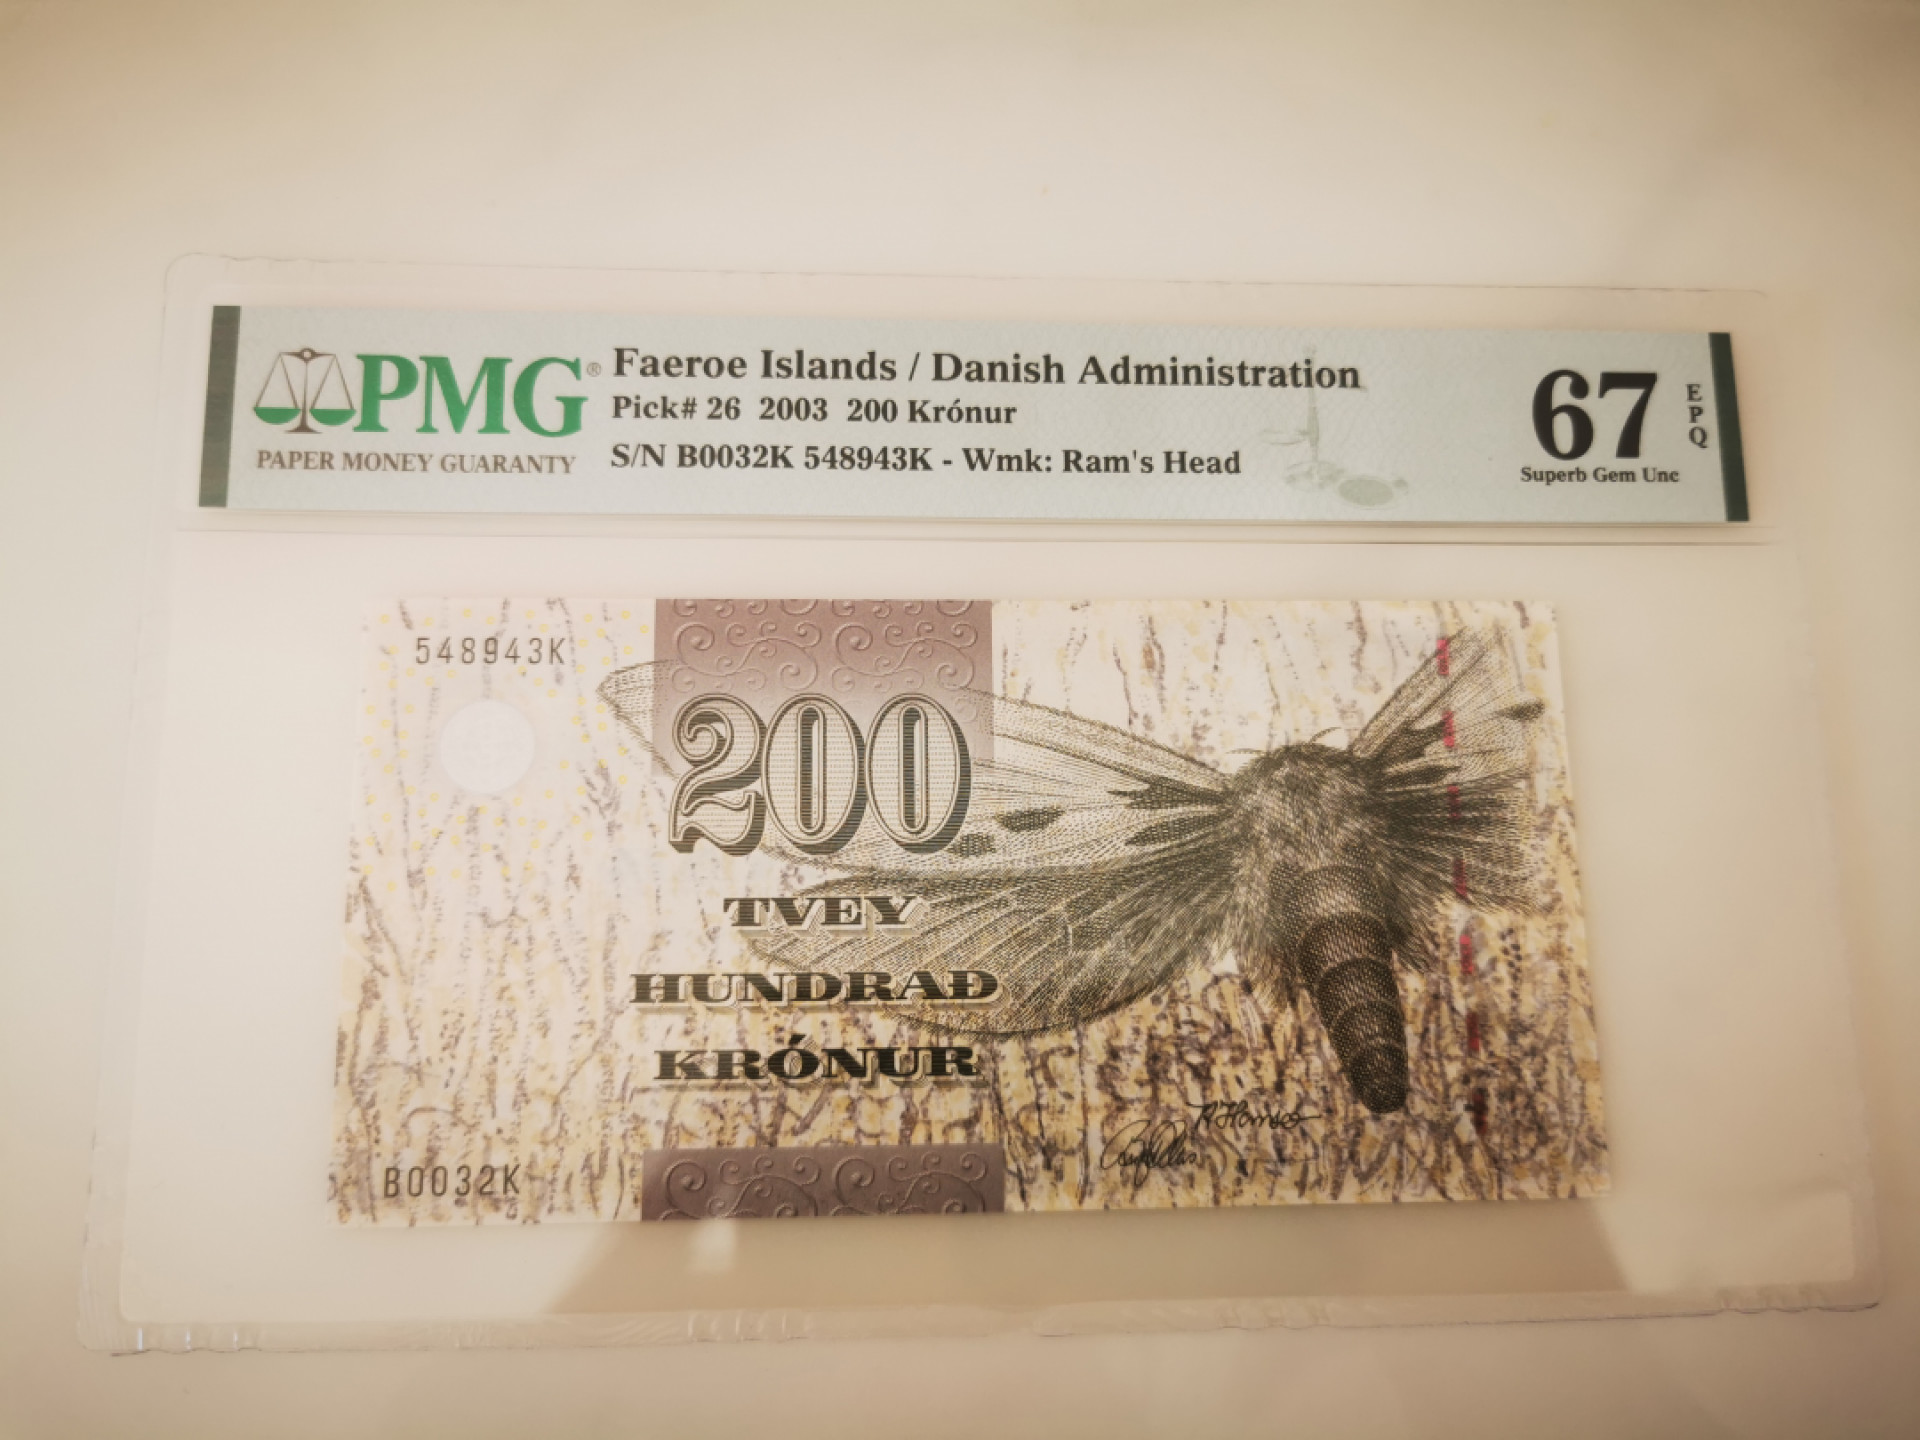 PMG®
PAPER MONEY GUARANTY
Faeroe Islands / Danish Administration
Pick# 26 2003 200 Krónur
S/N B0032K 548943K - Wmk: Ram's Head
67
EPQ
Superb Gem Unc
548943K
200
TVEY
HUNDRAÐ
KRÓNUR
B0032K